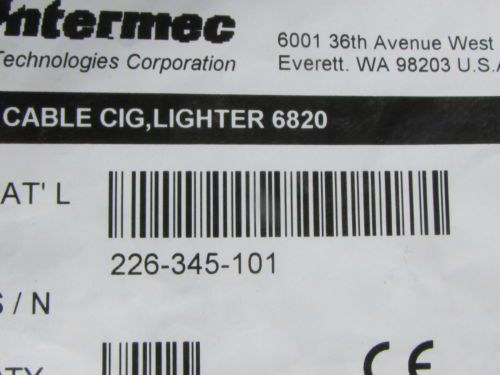 Intermec
Technologies Corporation
6001 36th Avenue West
Everett. WA 98203 U.S.A
CABLE CIG,LIGHTER 6820
AT' L
226-345-101
S / N
QTY
CE